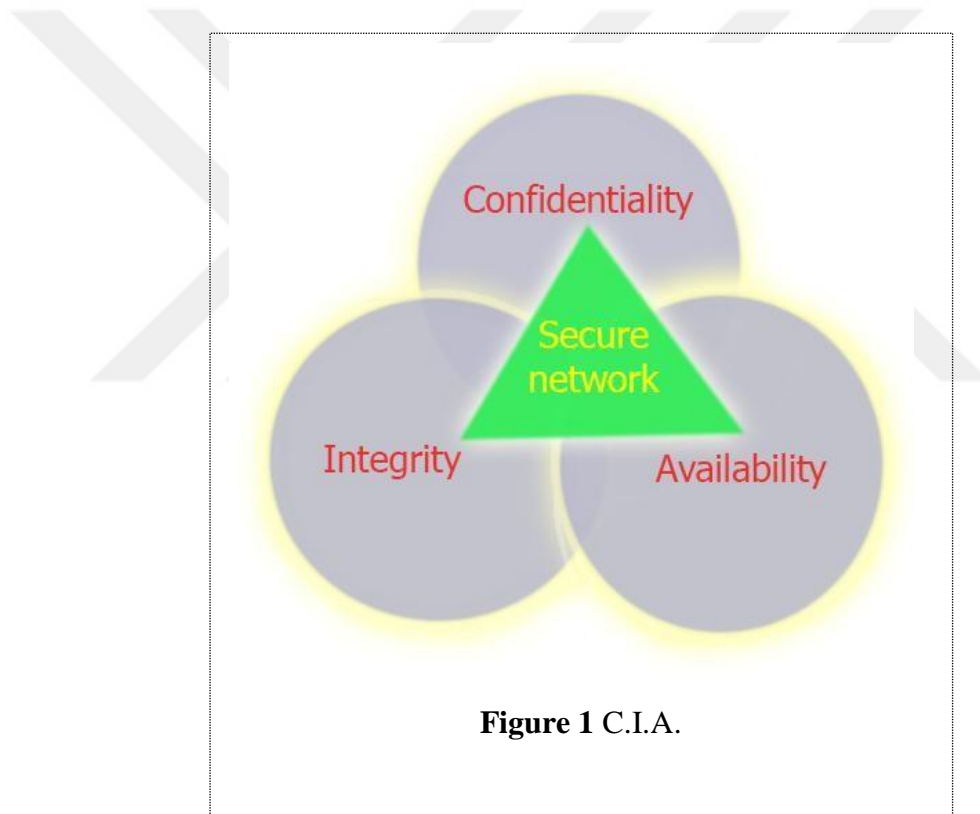 Confidentiality
Secure
network
Integrity
Availability
Figure 1 C.I.A.